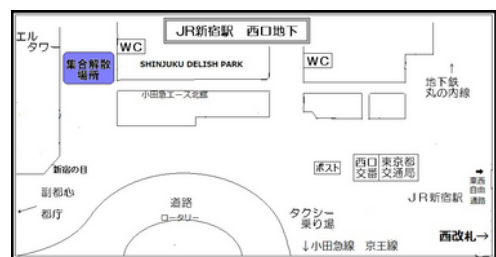 JR新宿駅 西口地下
エル
タワー
WC
集合解散
場所
SHINJUKU DELISH PARK
WC
小田急エース北館
↑
地下鉄
丸の内線
新宿の目
ポスト
西口
交番
東京都
交通局
→
東西
自由
通路
副都心
←
都庁
道路
ロータリー
JR新宿駅
タクシー
乗り場
西改札→
↓小田急線 京王線